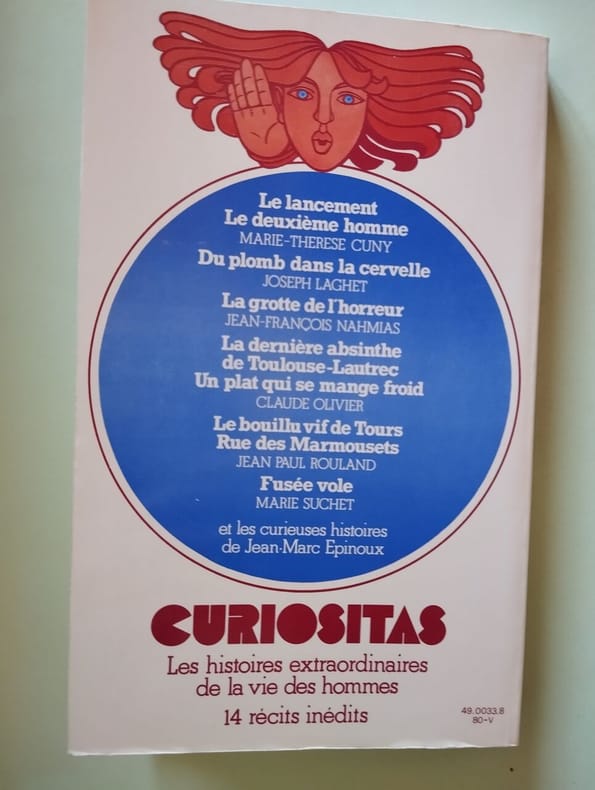 Le lancement
Le deuxième homme
MARIE-THERESE CUNY
Du plomb dans la cervelle
JOSEPH LAGHET
La grotte de l'horreur
JEAN-FRANÇOIS NAHMIAS
La dernière absinthe
de Toulouse-Lautrec
Un plat qui se mange froid
CLAUDE OLIVIER
Le bouillu vif de Tours
Rue des Marmousets
JEAN PAUL ROULAND
Fusée vole
MARIE SUCHET
et les curieuses histoires
de Jean-Marc Epinoux
CURIOSITAS
Les histoires extraordinaires
de la vie des hommes
14 récits inédits
49.0033.8
80-V